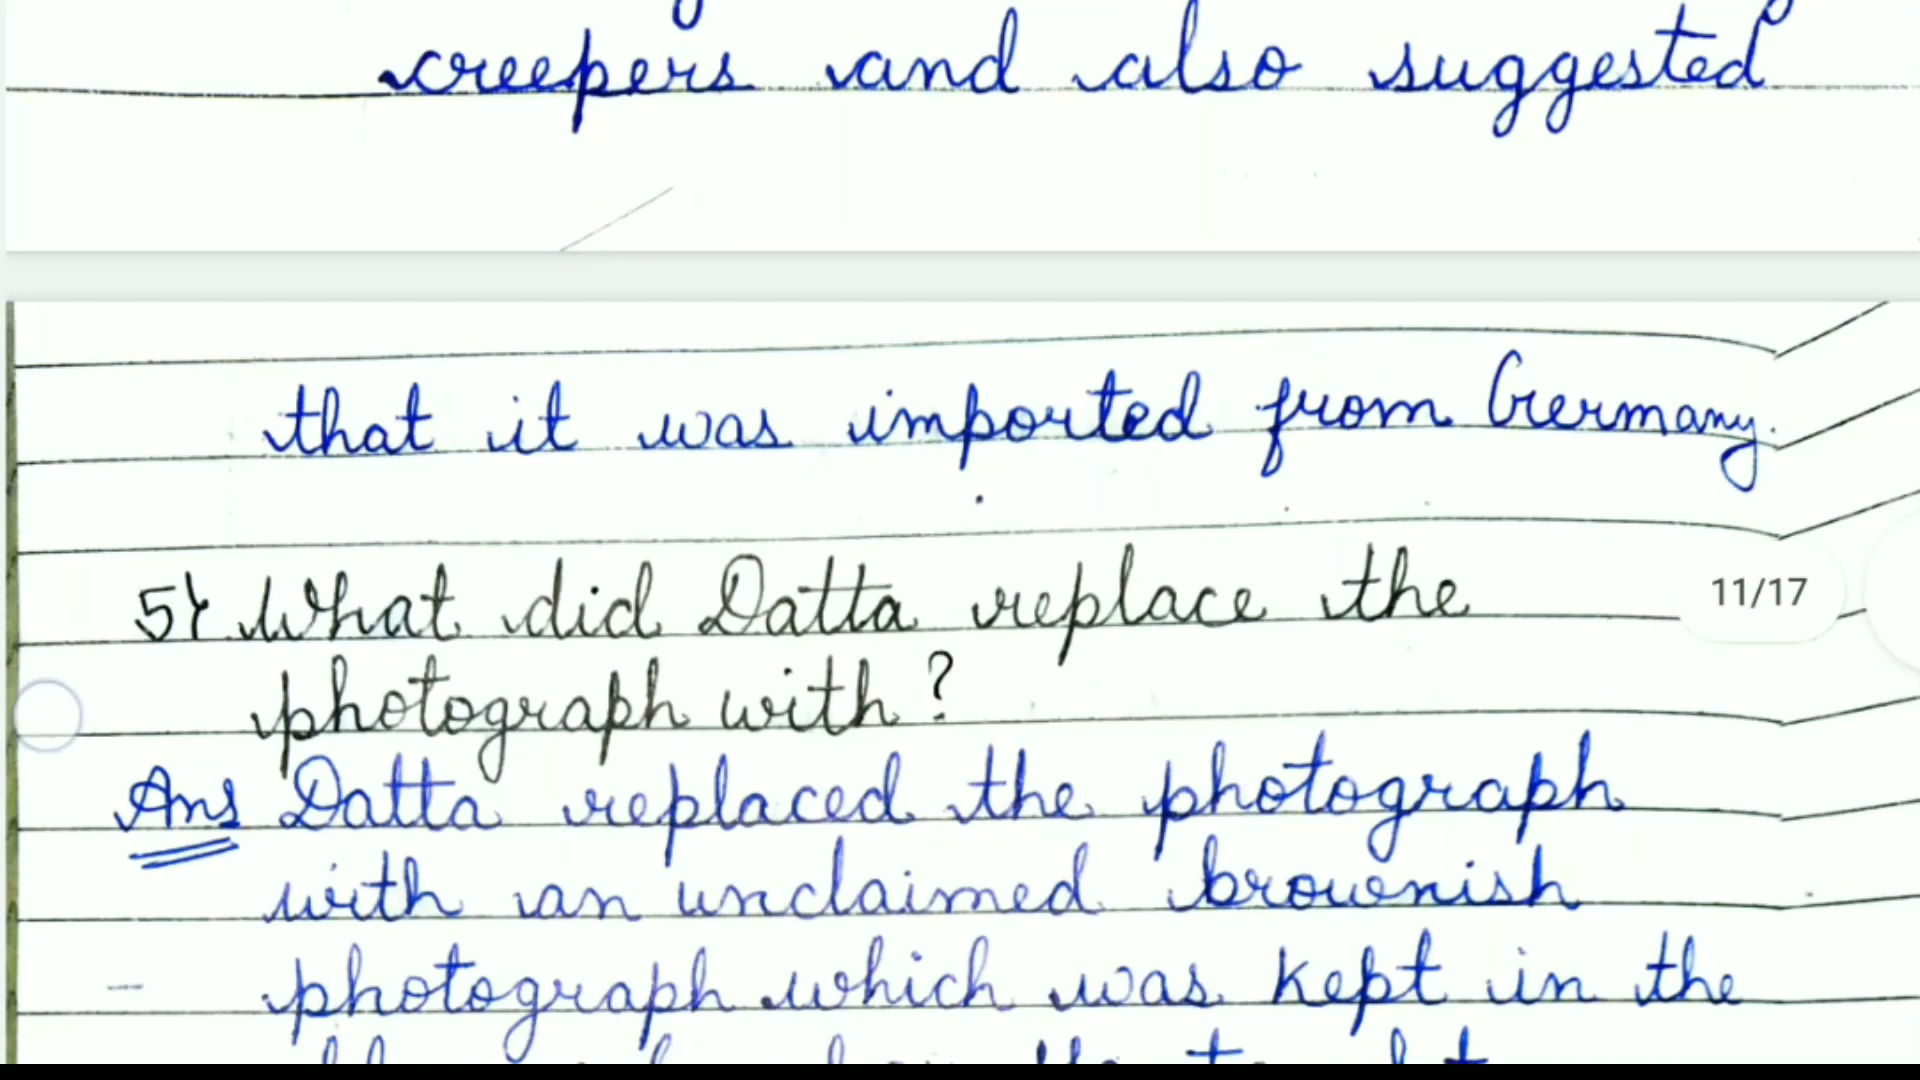 creepers and also suggested
that it was imported from Germany.
5) What did Datta replace the
11/17
photograph with?
Ans Datta replaced the photograph
with an unclaimed brownish
photograph which was kept in the